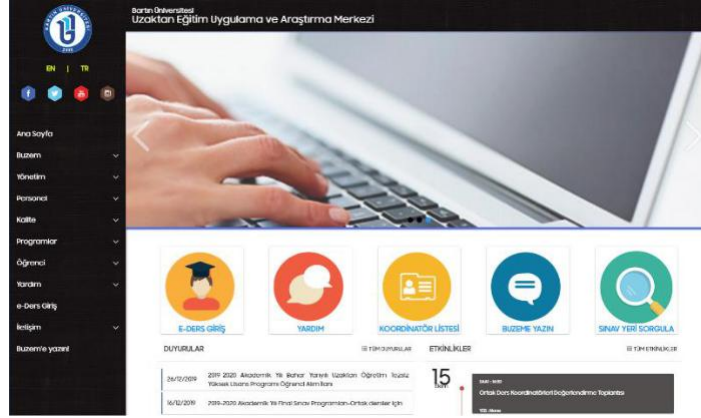 Bartın Üniversitesi
Uzaktan Eğitim Uygulama ve Araştırma Merkezi
EN | TR
Ana Sayfa
Buzem
Yönetim
Personel
Kalite
Programlar
Öğrenci
Yardım
e-Ders Giriş
İletişim
Buzem'e yazın!
E-DERS GİRİŞ
YARDIM
KOORDİNATÖR LİSTESİ
BUZEME YAZIN
SINAV YERİ SORGULA
DUYURULAR
TÜM DUYURULAR
ETKİNLİKLER
TÜM ETKİNLİKLER
26/12/2019
2019-2020 Akademik Yılı Bahar Yarıyılı Uzaktan Öğretim Tezsiz
Yüksek Lisans Programı Öğrenci Alım İlanı
16/12/2019
2019-2020 Akademik Yılı Final Sınav Programları-Ortak dersler için
15
Ortak Ders Koordinatörleri Değerlendirme Toplantısı